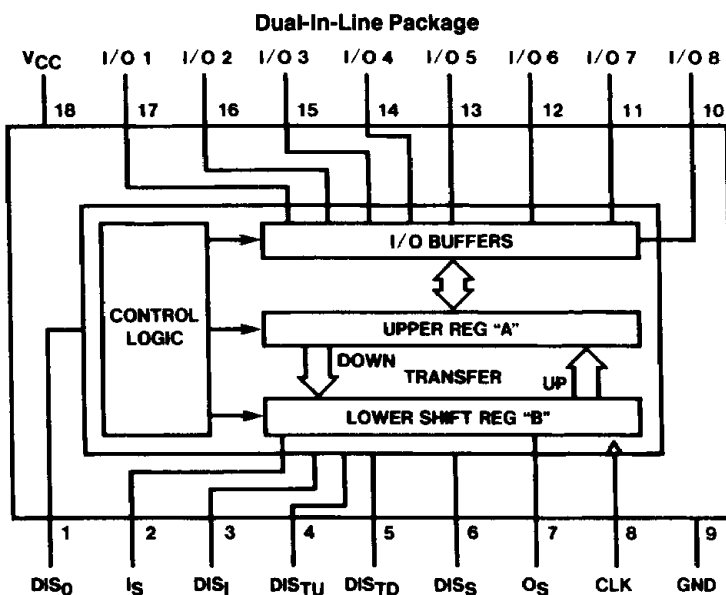 Dual-In-Line Package
VCC I/O 1 I/O 2 I/O 3 I/O 4 I/O 5 I/O 6 I/O 7 I/O 8
18 17 16 15 14 13 12 11 10
I/O BUFFERS
CONTROL
LOGIC
UPPER REG "A"
DOWN
TRANSFER
UP
LOWER SHIFT REG "B"
1 2 3 4 5 6 7 8 9
DISO IS DISI DISTU DISTD DISS OS CLK GND